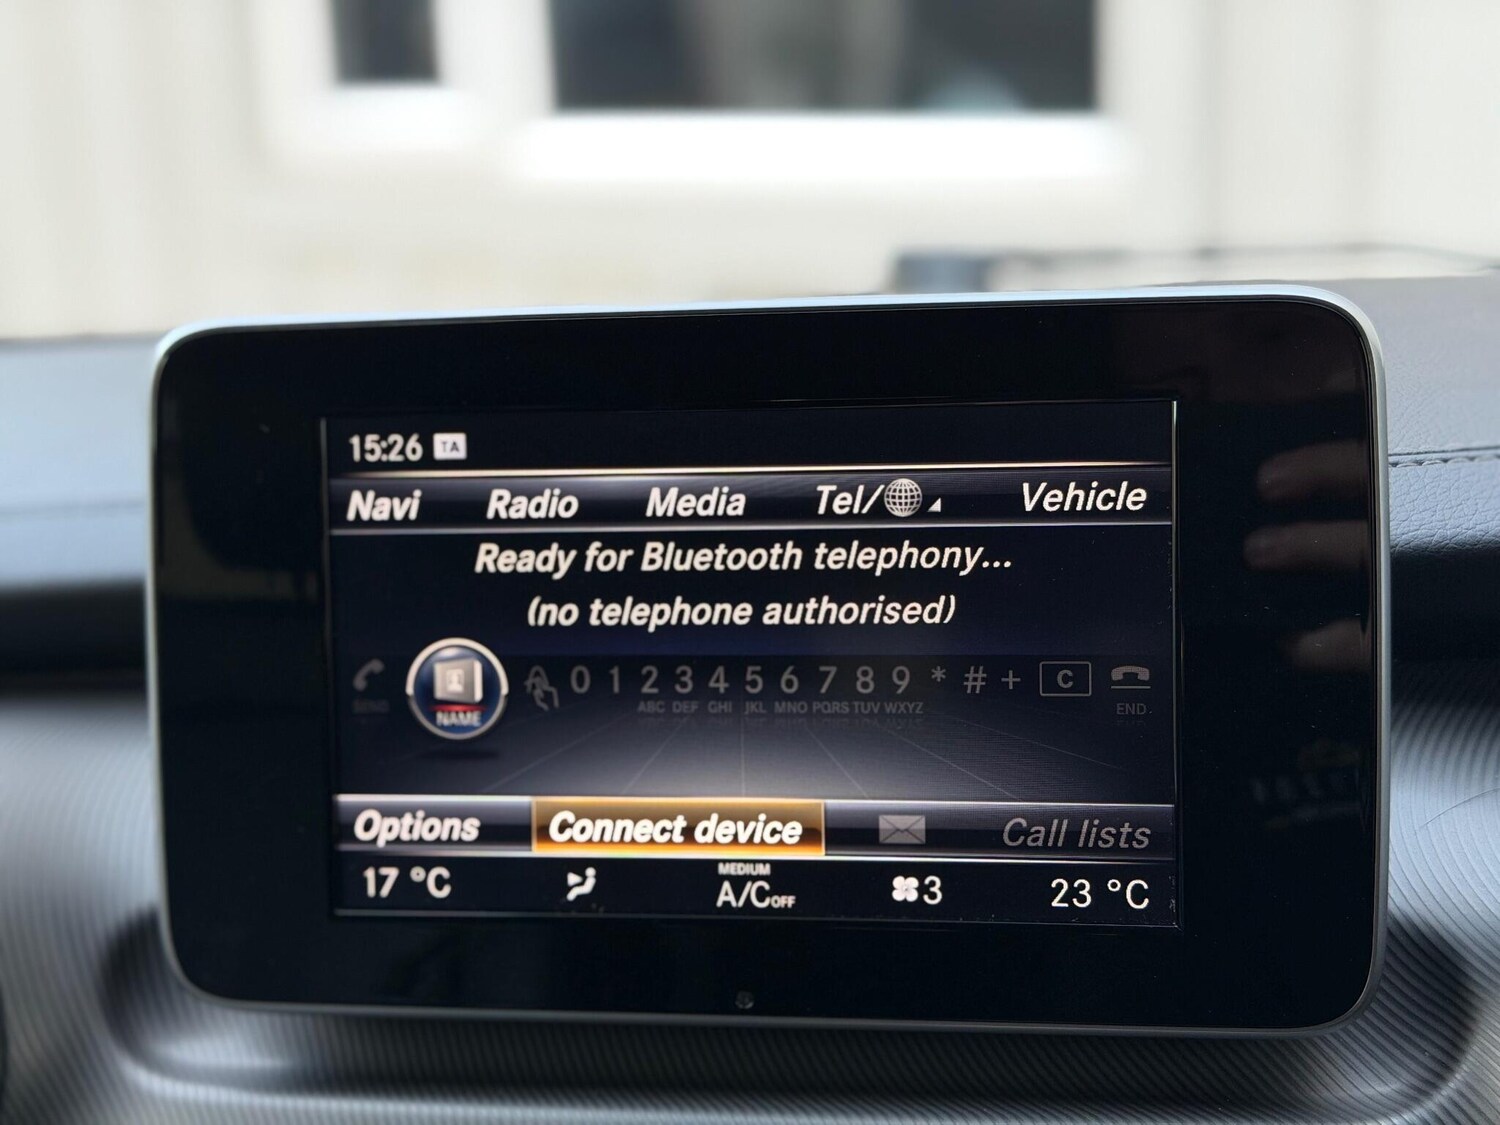 15:26 TA
Navi Radio Media Tel/ Vehicle
Ready for Bluetooth telephony...
(no telephone authorised)
NAME 0 1 2 3 4 5 6 7 8 9 * # + C
ABC DEF GHI JKL MNO PQRS TUV WXYZ END
Options Connect device Call lists
17 °C MEDIUM A/C OFF 3 23 °C